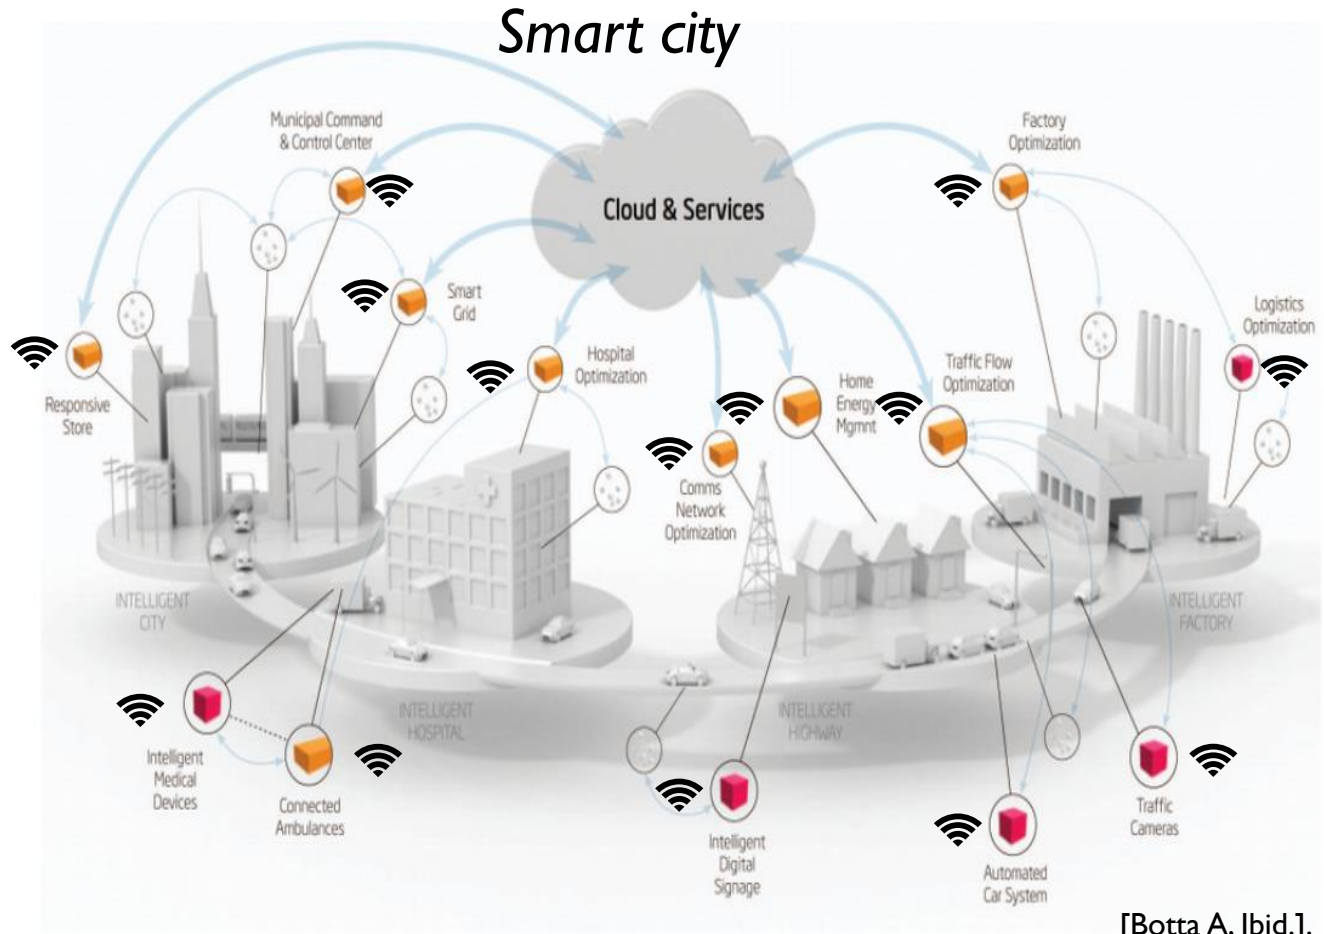 Smart city
Municipal Command
& Control Center
Factory
Optimization
Cloud & Services
Smart
Grid
Logistics
Optimization
Hospital
Optimization
Home
Energy
Mgmnt
Traffic Flow
Optimization
Responsive
Store
Comms
Network
Optimization
INTELLIGENT
CITY
INTELLIGENT
FACTORY
INTELLIGENT
HOSPITAL
INTELLIGENT
HIGHWAY
Intelligent
Medical
Devices
Connected
Ambulances
Intelligent
Digital
Signage
Automated
Car System
Traffic
Cameras
[Botta A, Ibid.].